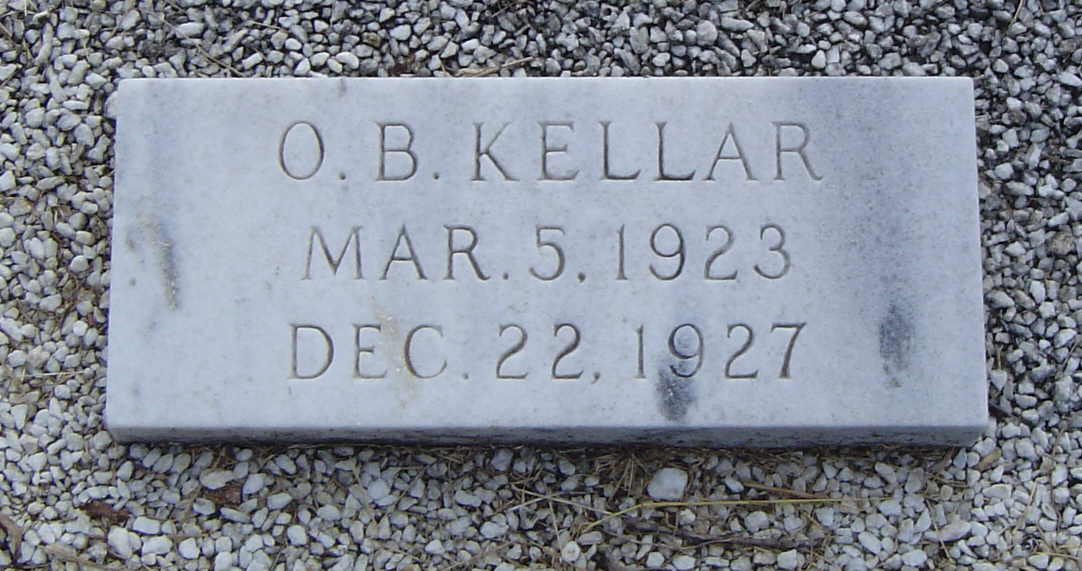 O. B. KELLAR
MAR. 5, 1923
DEC. 22, 1927